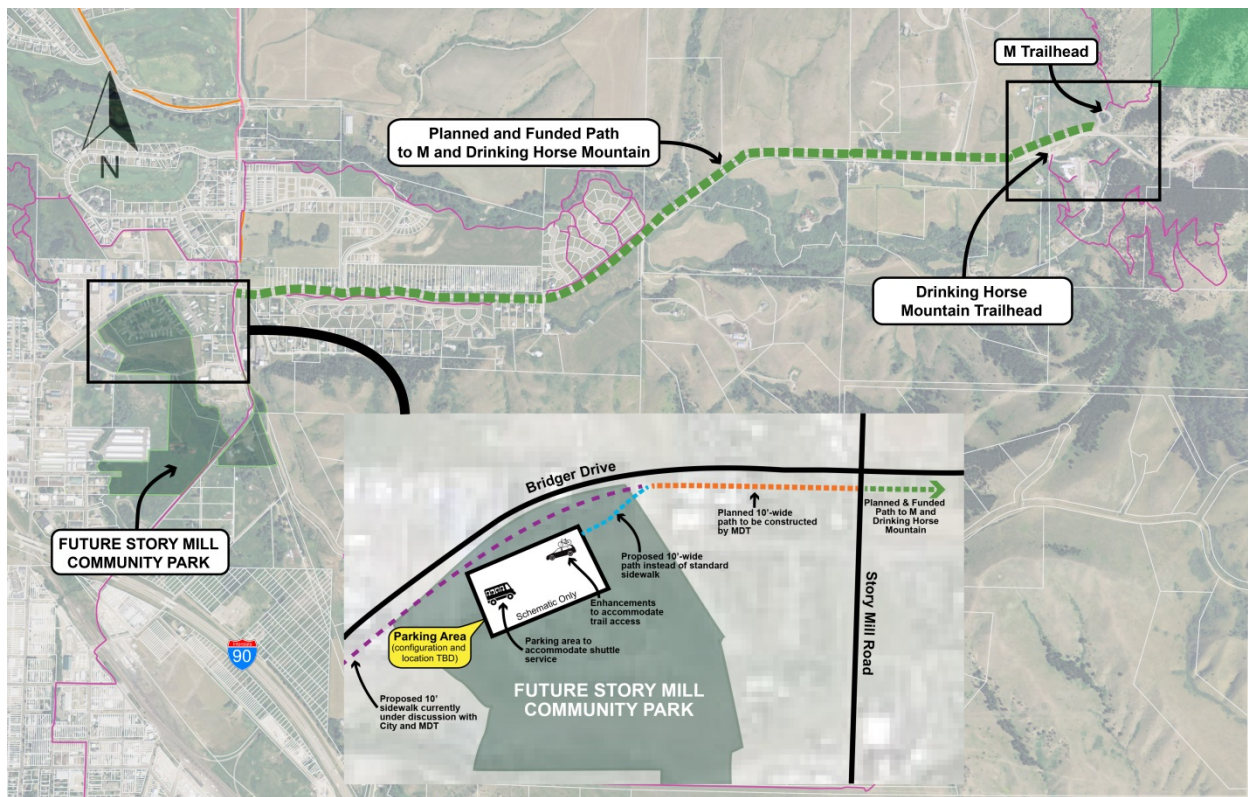 M Trailhead
Planned and Funded Path
to M and Drinking Horse Mountain
N
Drinking Horse
Mountain Trailhead
FUTURE STORY MILL
COMMUNITY PARK
INTERSTATE
90
Bridger Drive
Planned & Funded
Path to M and
Drinking Horse
Mountain
Planned 10'-wide
path to be constructed
by MDT
Proposed 10'-wide
path instead of standard
sidewalk
Schematic Only
Enhancements
to accommodate
trail access
Parking Area
(configuration and
location TBD)
Parking area to
accommodate shuttle
service
Story Mill Road
Proposed 10'
sidewalk currently
under discussion with
City and MDT
FUTURE STORY MILL
COMMUNITY PARK